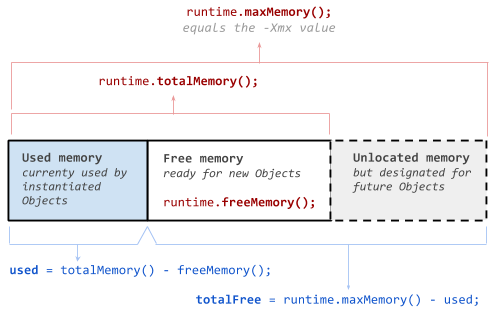 runtime.maxMemory();
equals the -Xmx value
runtime.totalMemory();
Used memory
currenty used by
instantiated
Objects
Free memory
ready for new Objects
runtime.freeMemory();
Unlocated memory
but designated for
future Objects
used = totalMemory() - freeMemory();
totalFree = runtime.maxMemory() - used;